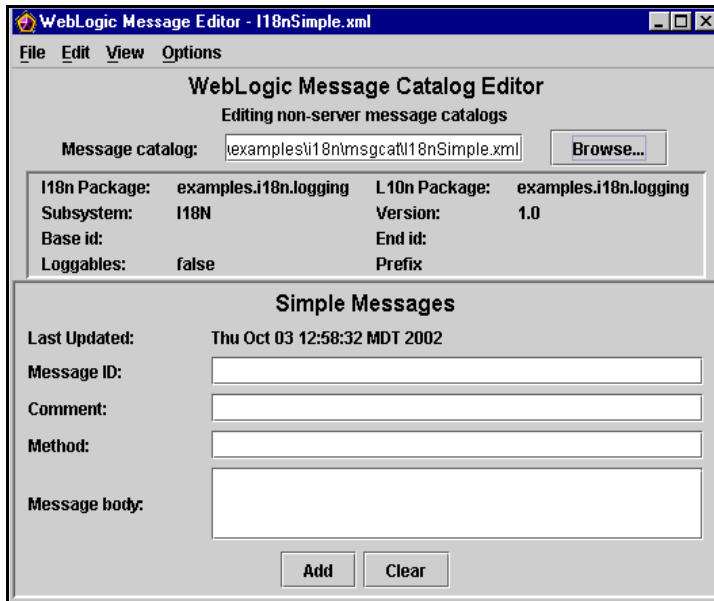 WebLogic Message Editor - I18nSimple.xml
File Edit View Options
WebLogic Message Catalog Editor
Editing non-server message catalogs
Message catalog: \examples\i18n\msgcat\I18nSimple.xml Browse...
I18n Package: examples.i18n.logging L10n Package: examples.i18n.logging
Subsystem: I18N Version: 1.0
Base id: End id:
Loggables: false Prefix
Simple Messages
Last Updated: Thu Oct 03 12:58:32 MDT 2002
Message ID:
Comment:
Method:
Message body:
Add Clear